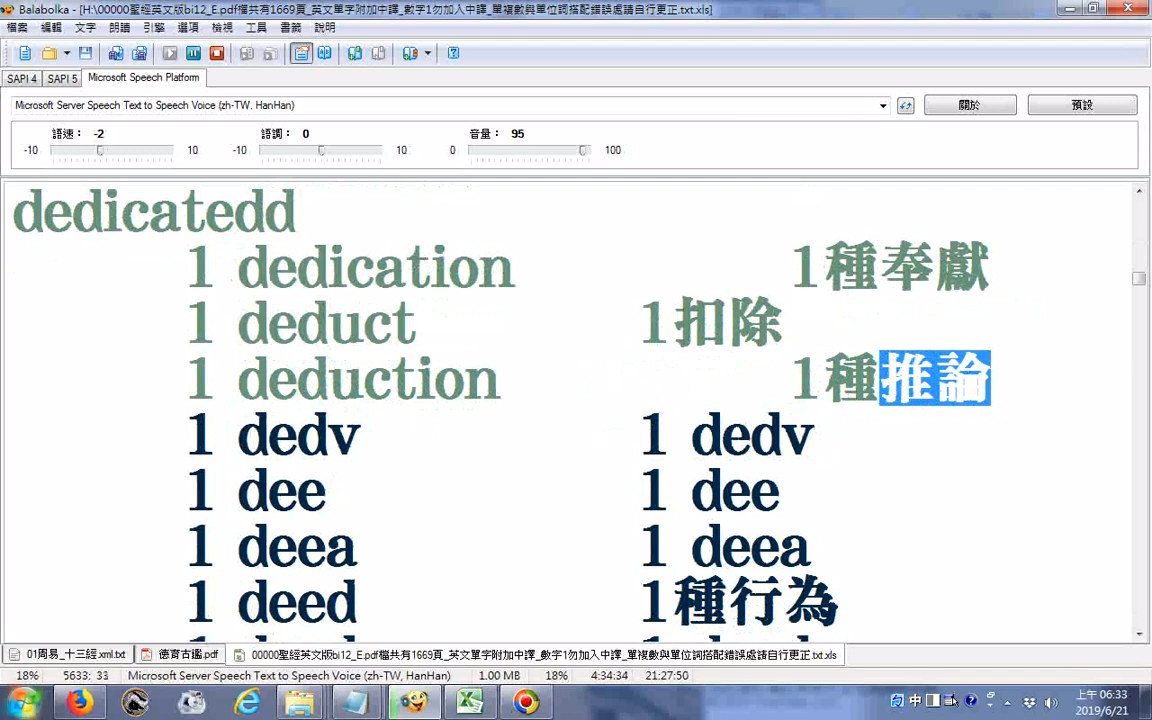 Balabolka - [H:\00000聖經英文版bi12_E.pdf檔共有1669頁_英文單字附加中譯_數字1勿加入中譯_單複數與單位詞搭配錯誤處請自行更正.txt.xls]
檔案 編輯 文字 朗讀 引擎 選項 檢視 工具 書籤 說明
SAPI 4 SAPI 5 Microsoft Speech Platform
Microsoft Server Speech Text to Speech Voice (zh-TW, HanHan) 關於 預設
語速： -2 語調： 0 音量： 95
-10 10 -10 10 0 100
dedicatedd
1 dedication 1種奉獻
1 deduct 1扣除
1 deduction 1種推論
1 dedv 1 dedv
1 dee 1 dee
1 deea 1 deea
1 deed 1種行為
01周易_十三經.xml.txt 德育古鑑.pdf 00000聖經英文版bi12_E.pdf檔共有1669頁_英文單字附加中譯_數字1勿加入中譯_單複數與單位詞搭配錯誤處請自行更正.txt.xls
18% 5633: 33 Microsoft Server Speech Text to Speech Voice (zh-TW, HanHan) 1.00 MB 18% 4:34:34 21:27:50
中 上午 06:33
2019/6/21